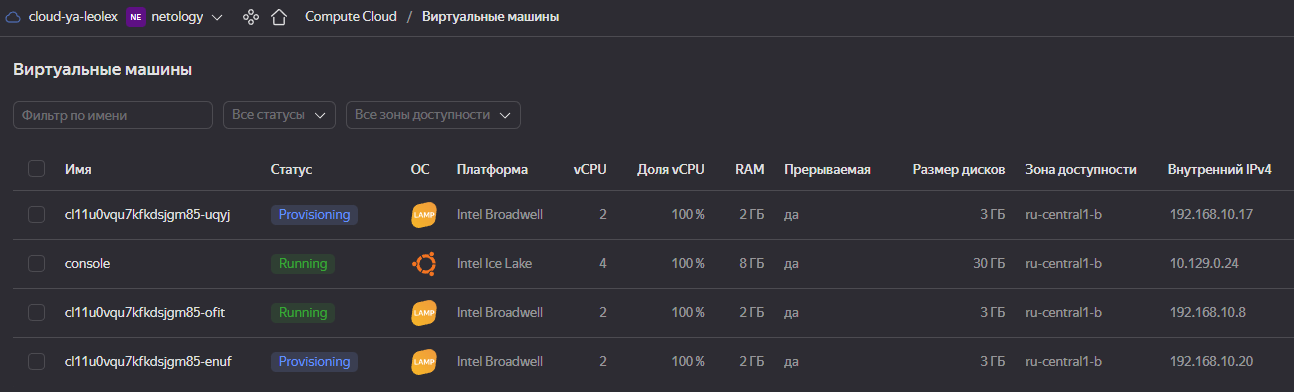 cloud-ya-leolex NE netology Compute Cloud / Виртуальные машины
Виртуальные машины
Фильтр по имени Все статусы Все зоны доступности
Имя Статус ОС Платформа vCPU Доля vCPU RAM Прерываемая Размер дисков Зона доступности Внутренний IPv4
cl11u0vqu7kfkdsjgm85-uqyj Provisioning LAMP Intel Broadwell 2 100 % 2 ГБ да 3 ГБ ru-central1-b 192.168.10.17
console Running Intel Ice Lake 4 100 % 8 ГБ да 30 ГБ ru-central1-b 10.129.0.24
cl11u0vqu7kfkdsjgm85-ofit Running LAMP Intel Broadwell 2 100 % 2 ГБ да 3 ГБ ru-central1-b 192.168.10.8
cl11u0vqu7kfkdsjgm85-enuf Provisioning LAMP Intel Broadwell 2 100 % 2 ГБ да 3 ГБ ru-central1-b 192.168.10.20